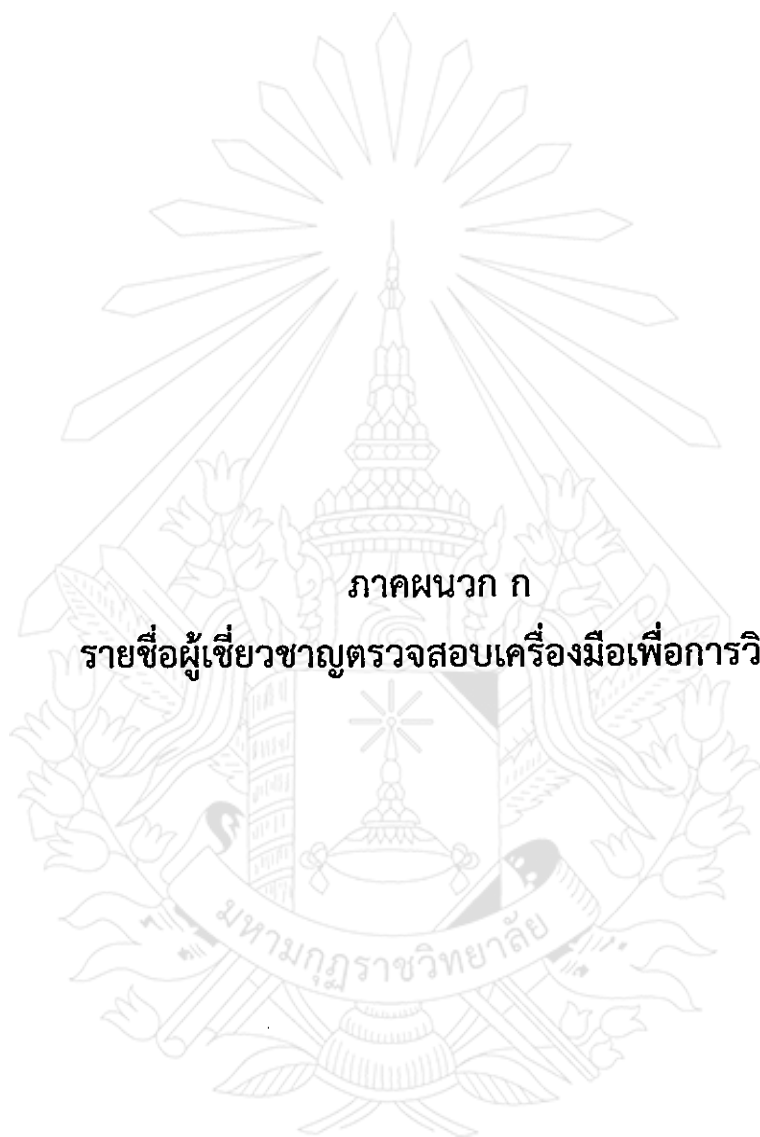 ภาคผนวก ก
รายชื่อผู้เชี่ยวชาญตรวจสอบเครื่องมือเพื่อการวิ
มหามกุฏราชวิทยาลัย